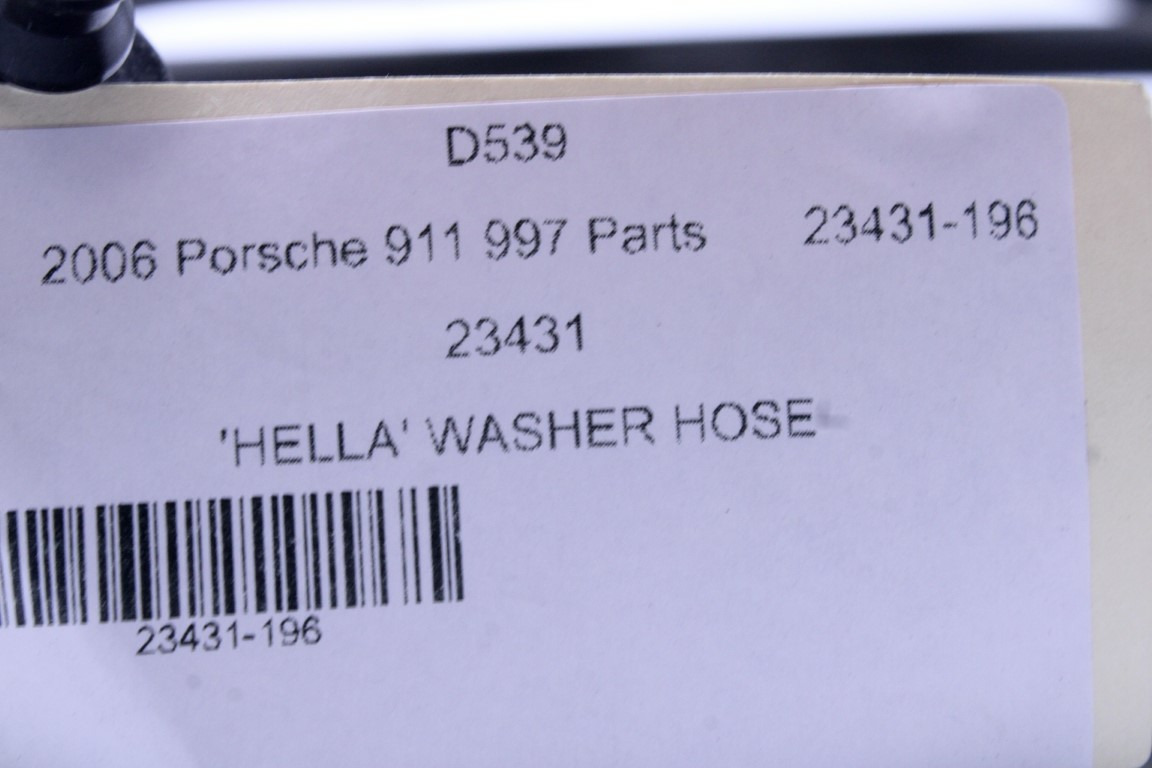 D539
2006 Porsche 911 997 Parts 23431-196
23431
'HELLA' WASHER HOSE
23431-196